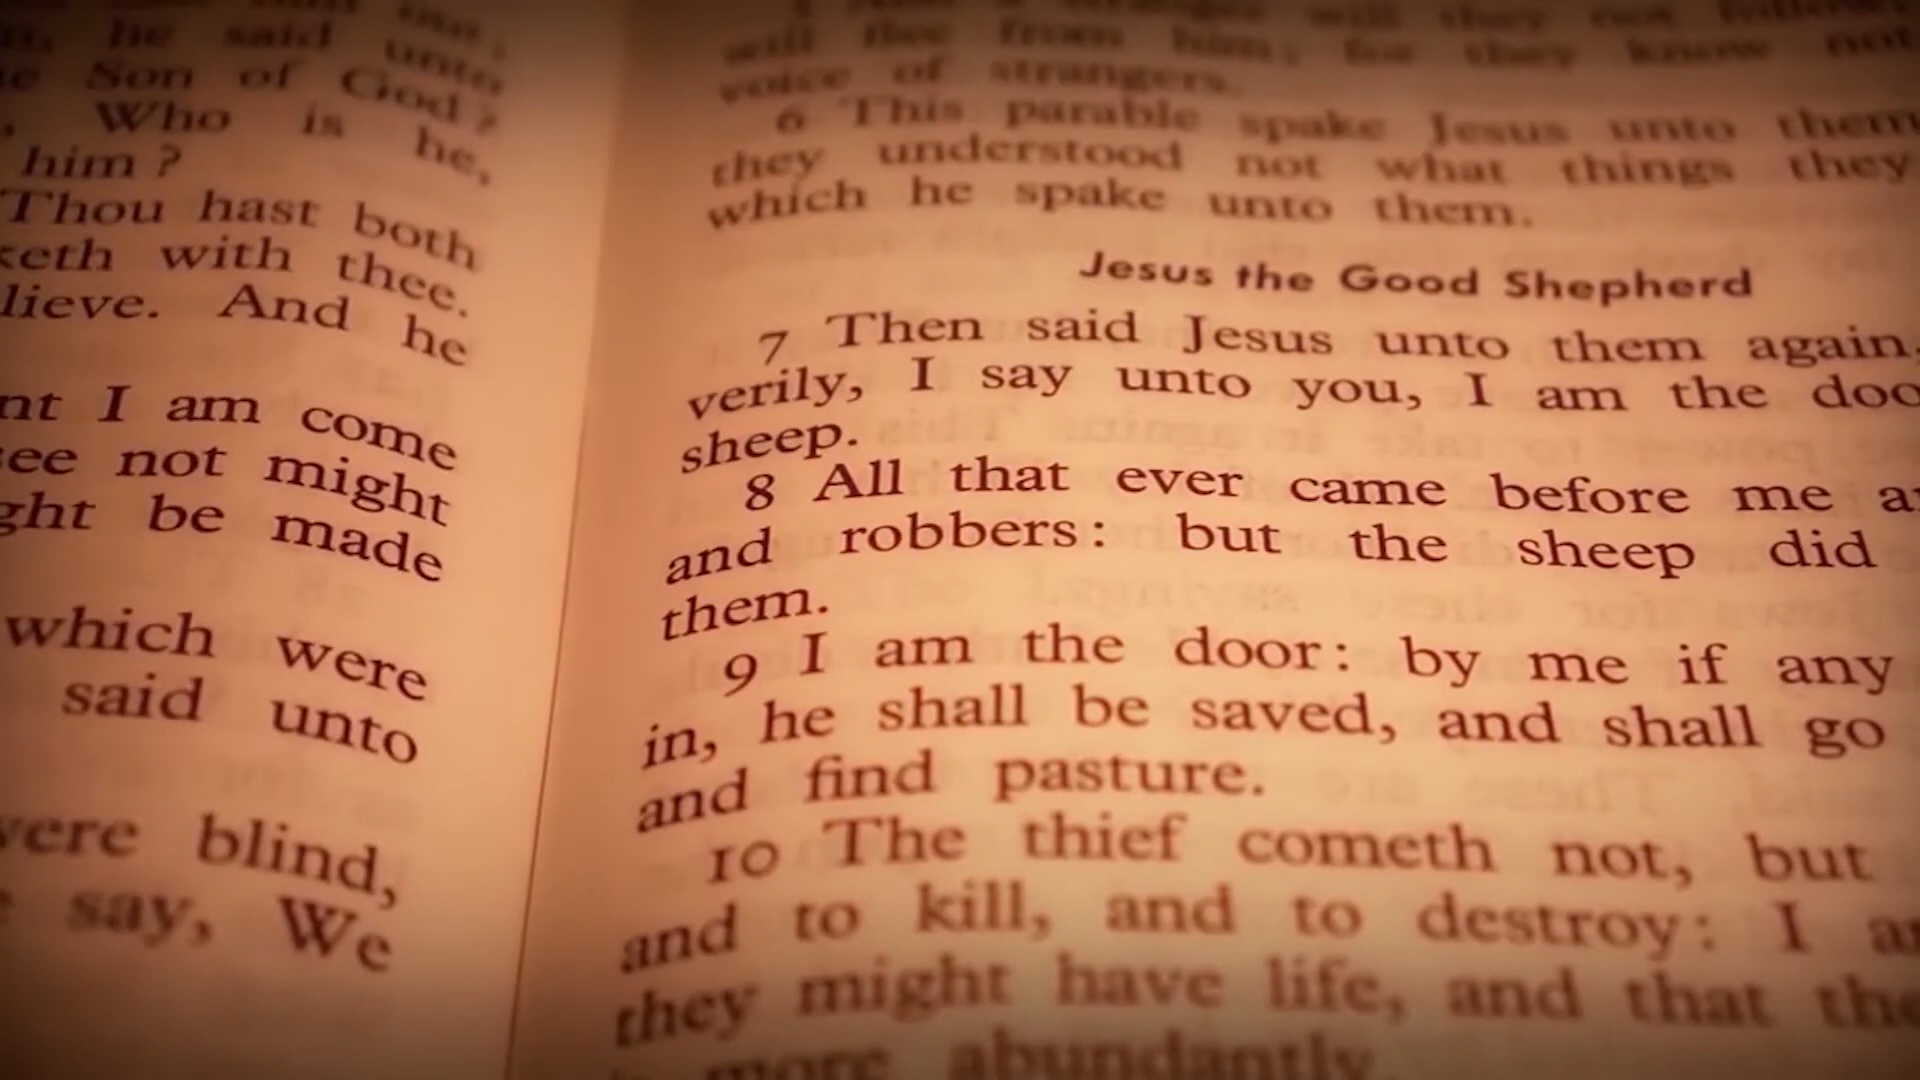 he said unto
Son of God?
Who is he,
him?
Thou hast both
keth with thee.
lieve. And he
nt I am come
see not might
ght be made
which were
said unto
were blind,
say, We
will flee from him; for they know not
voice of strangers.
6 This parable spake Jesus unto them
they understood not what things they
which he spake unto them.
Jesus the Good Shepherd
7 Then said Jesus unto them again,
verily, I say unto you, I am the doo
sheep.
8 All that ever came before me a
and robbers: but the sheep did
them.
9 I am the door: by me if any
in, he shall be saved, and shall go
and find pasture.
10 The thief cometh not, but
and to kill, and to destroy: I a
they might have life, and that the
more abundantly.